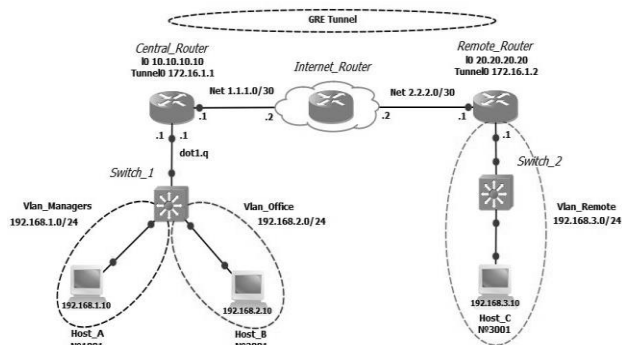 GRE Tunnel
Central_Router
l0 10.10.10.10
Tunnel0 172.16.1.1
Internet_Router
Remote_Router
l0 20.20.20.20
Tunnel0 172.16.1.2
Net 1.1.1.0/30
Net 2.2.2.0/30
.1
.2
.2
.1
.1 .1
.1
dot1.q
Switch_1
Switch_2
Vlan_Managers
192.168.1.0/24
Vlan_Office
192.168.2.0/24
Vlan_Remote
192.168.3.0/24
192.168.1.10
Host_A
192.168.2.10
Host_B
192.168.3.10
Host_C
№3001